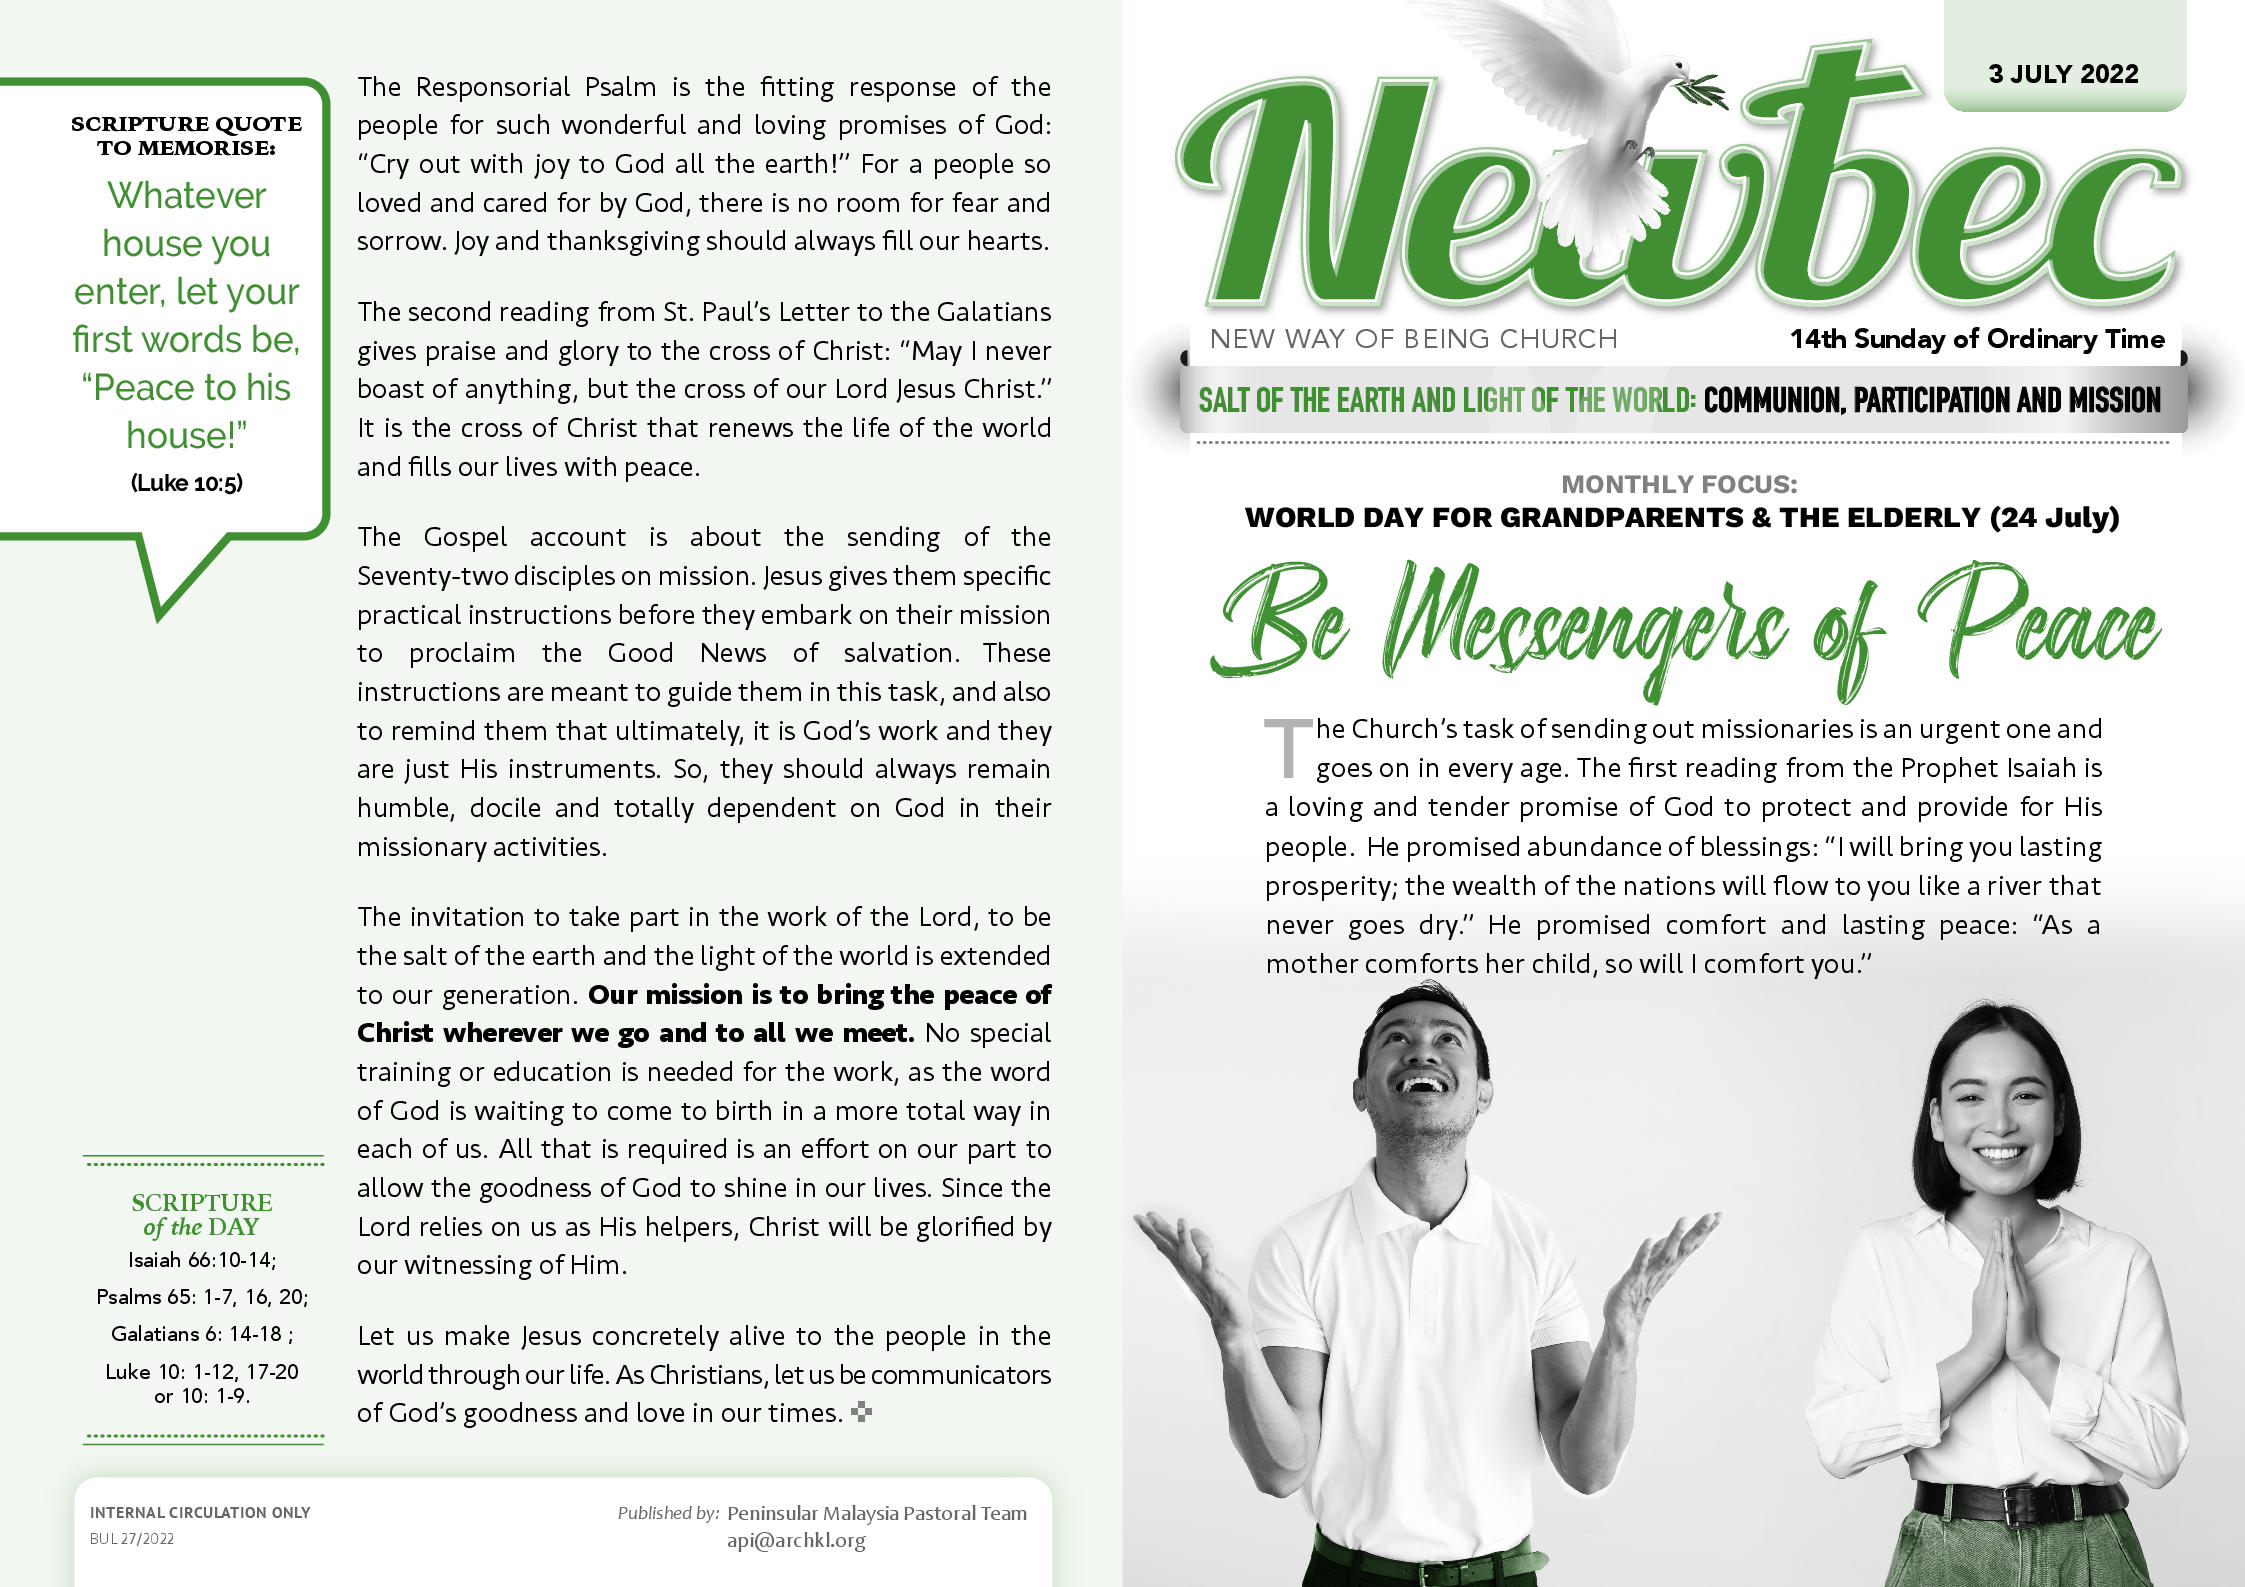 SCRIPTURE QUOTE
TO MEMORISE:
Whatever
house you
enter, let your
first words be,
“Peace to his
house!”
(Luke 10:5)
SCRIPTURE
of the DAY
Isaiah 66:10-14;
Psalms 65: 1-7, 16, 20;
Galatians 6: 14-18 ;
Luke 10: 1-12, 17-20
or 10: 1-9.
The Responsorial Psalm is the fitting response of the
people for such wonderful and loving promises of God:
“Cry out with joy to God all the earth!” For a people so
loved and cared for by God, there is no room for fear and
sorrow. Joy and thanksgiving should always fill our hearts.
The second reading from St. Paul’s Letter to the Galatians
gives praise and glory to the cross of Christ: “May I never
boast of anything, but the cross of our Lord Jesus Christ.”
It is the cross of Christ that renews the life of the world
and fills our lives with peace.
The Gospel account is about the sending of the
Seventy-two disciples on mission. Jesus gives them specific
practical instructions before they embark on their mission
to proclaim the Good News of salvation. These
instructions are meant to guide them in this task, and also
to remind them that ultimately, it is God’s work and they
are just His instruments. So, they should always remain
humble, docile and totally dependent on God in their
missionary activities.
The invitation to take part in the work of the Lord, to be
the salt of the earth and the light of the world is extended
to our generation. Our mission is to bring the peace of
Christ wherever we go and to all we meet. No special
training or education is needed for the work, as the word
of God is waiting to come to birth in a more total way in
each of us. All that is required is an effort on our part to
allow the goodness of God to shine in our lives. Since the
Lord relies on us as His helpers, Christ will be glorified by
our witnessing of Him.
Let us make Jesus concretely alive to the people in the
world through our life. As Christians, let us be communicators
of God’s goodness and love in our times.
INTERNAL CIRCULATION ONLY
BUL 27/2022
Published by: Peninsular Malaysia Pastoral Team
api@archkl.org
3 JULY 2022
Newbec
NEW WAY OF BEING CHURCH
14th Sunday of Ordinary Time
SALT OF THE EARTH AND LIGHT OF THE WORLD: COMMUNION, PARTICIPATION AND MISSION
MONTHLY FOCUS:
WORLD DAY FOR GRANDPARENTS & THE ELDERLY (24 July)
Be Messengers of Peace
The Church’s task of sending out missionaries is an urgent one and
goes on in every age. The first reading from the Prophet Isaiah is
a loving and tender promise of God to protect and provide for His
people. He promised abundance of blessings: “I will bring you lasting
prosperity; the wealth of the nations will flow to you like a river that
never goes dry.” He promised comfort and lasting peace: “As a
mother comforts her child, so will I comfort you.”